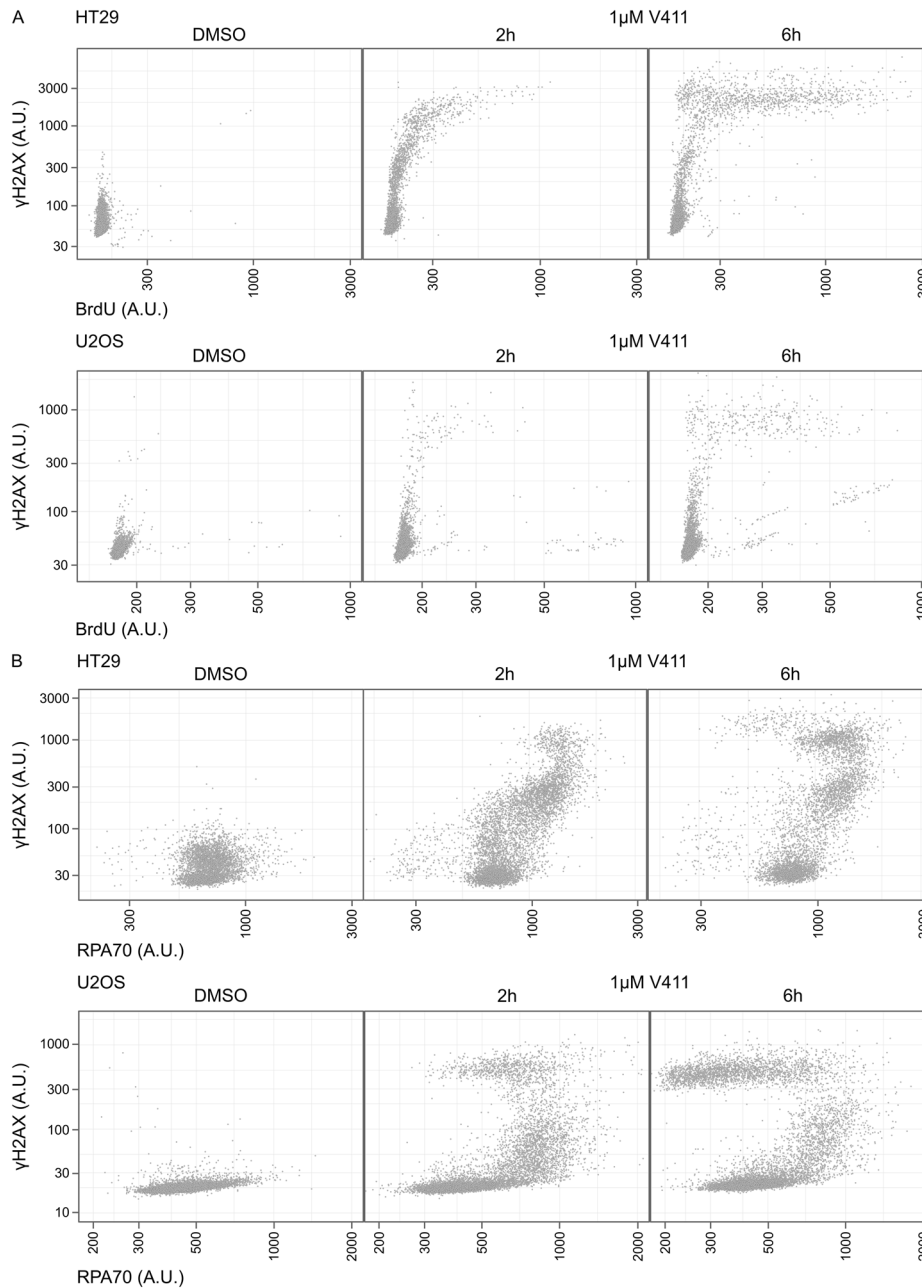 A HT29 1μM V411
DMSO 2h 6h
γH2AX (A.U.)
3000
1000
300
100
30
300 1000 3000 300 1000 3000 300 1000 3000
BrdU (A.U.)
U2OS 1μM V411
DMSO 2h 6h
γH2AX (A.U.)
1000
300
100
30
200 300 500 1000 200 300 500 1000 200 300 500 1000
BrdU (A.U.)
B HT29 1μM V411
DMSO 2h 6h
γH2AX (A.U.)
3000
1000
300
100
30
300 1000 3000 300 1000 3000 300 1000
RPA70 (A.U.)
U2OS 1μM V411
DMSO 2h 6h
γH2AX (A.U.)
1000
300
100
30
10
200 300 500 1000 2000 200 300 500 1000 2000 200 300 500 1000 2000
RPA70 (A.U.)